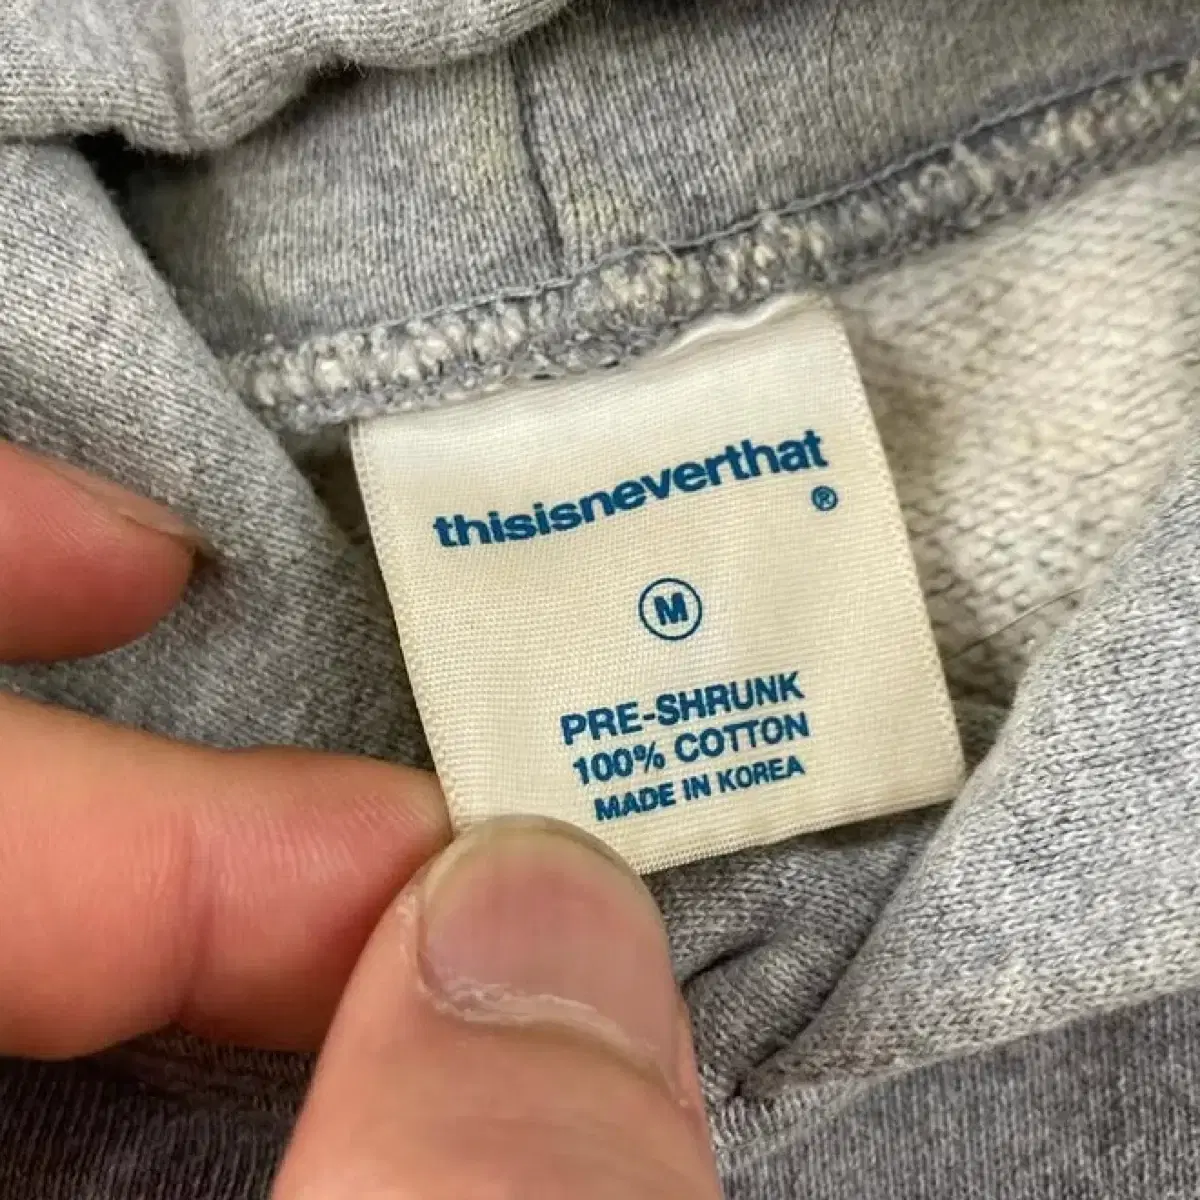 thisisneverthat
®
M
PRE-SHRUNK
100% COTTON
MADE IN KOREA